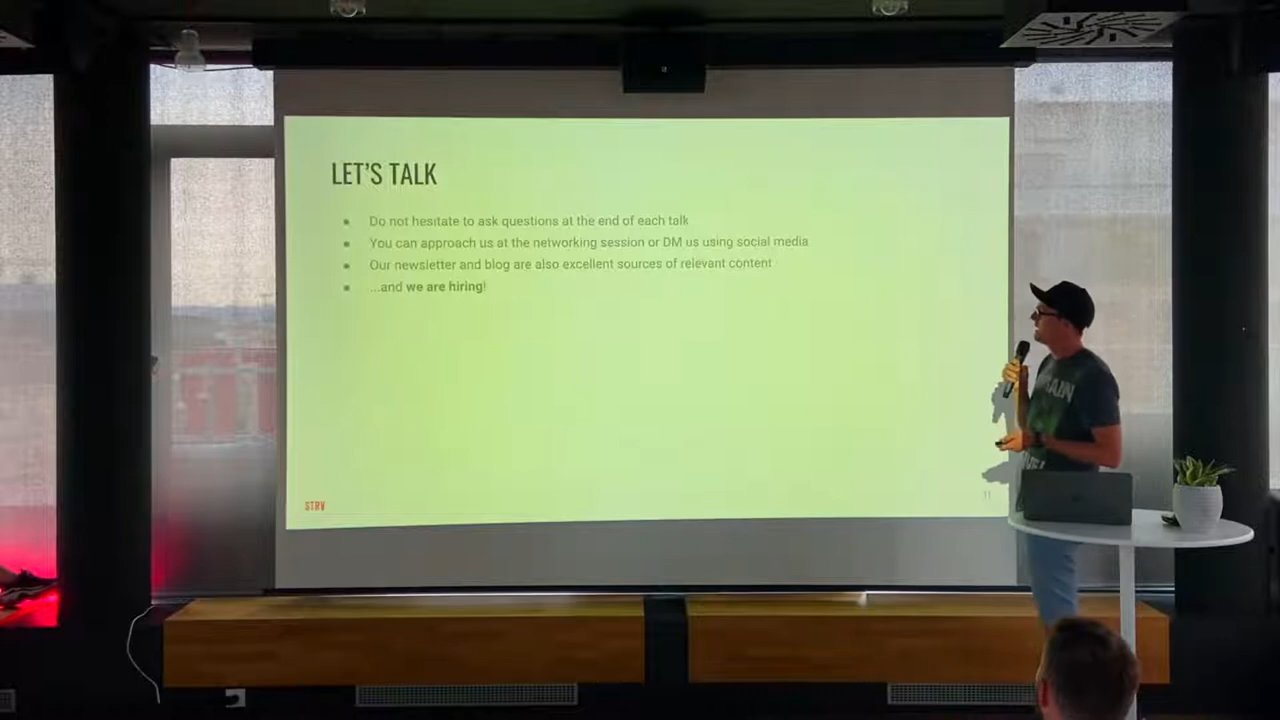 LET'S TALK
Do not hesitate to ask questions at the end of each talk
You can approach us at the networking session or DM us using social media
Our newsletter and blog are also excellent sources of relevant content
...and we are hiring!
STRV
11